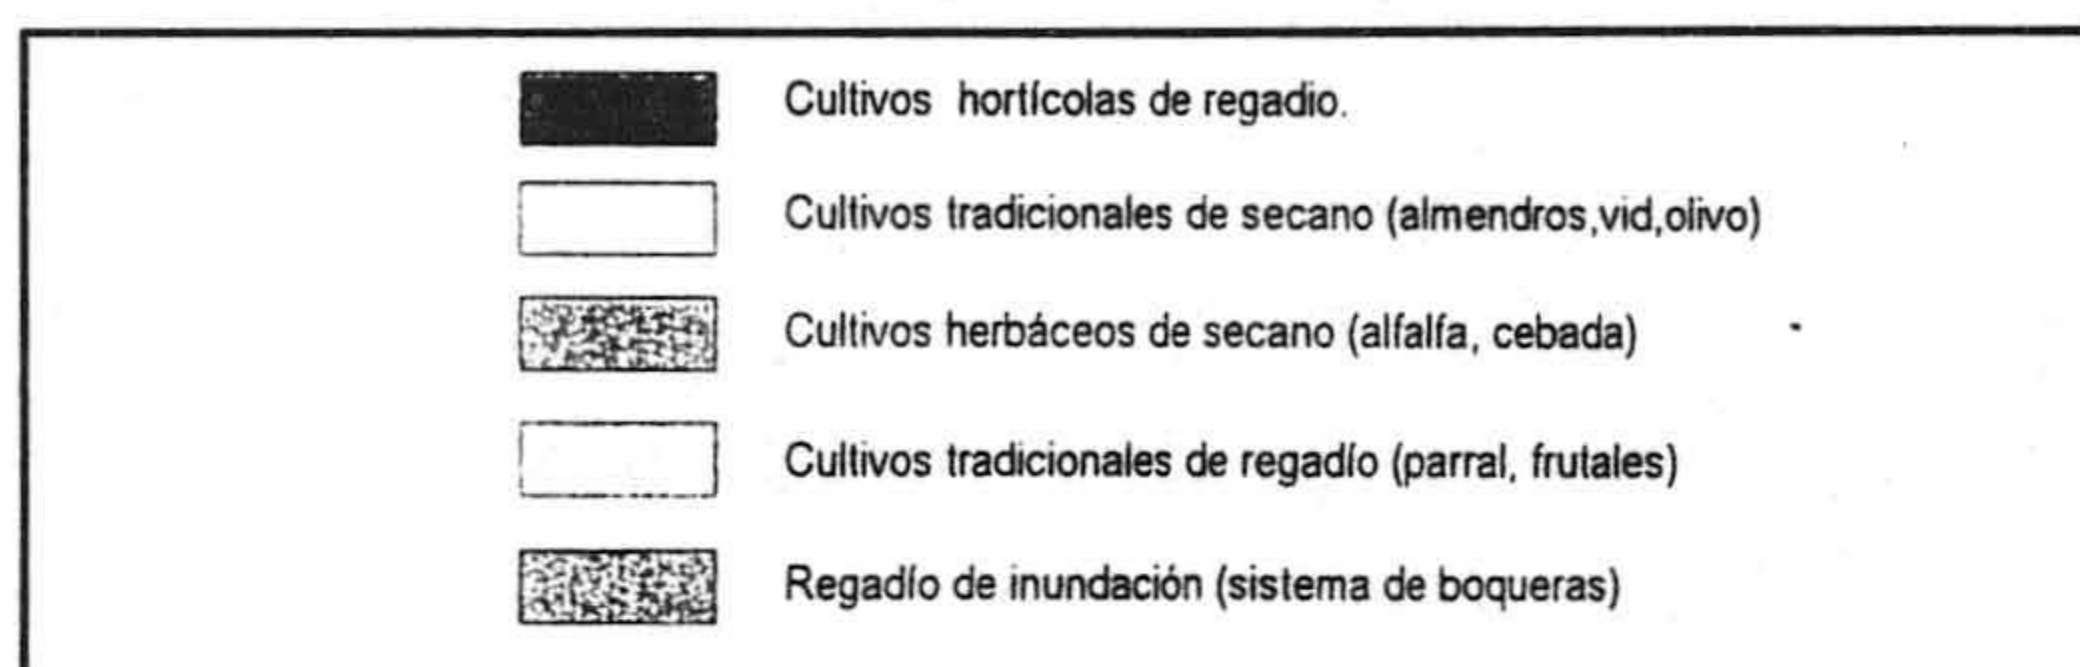 Cultivos hortícolas de regadio.
Cultivos tradicionales de secano (almendros,vid,olivo)
Cultivos herbáceos de secano (alfalfa, cebada)
Cultivos tradicionales de regadío (parral, frutales)
Regadío de inundación (sistema de boqueras)